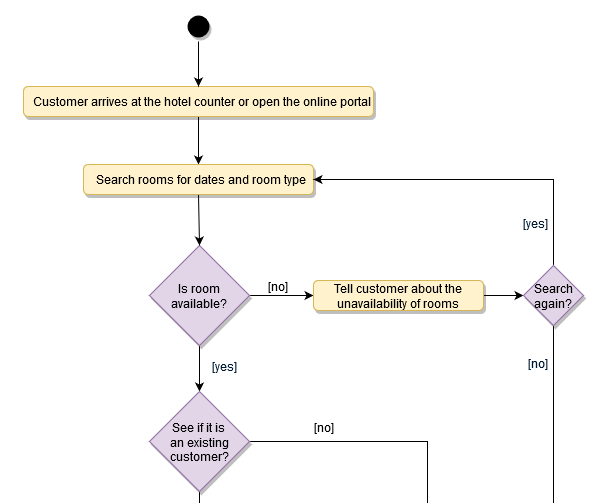 Customer arrives at the hotel counter or open the online portal
Search rooms for dates and room type
[yes]
Is room
available?
[no]
Tell customer about the
unavailability of rooms
Search
again?
[yes]
[no]
See if it is
an existing
customer?
[no]